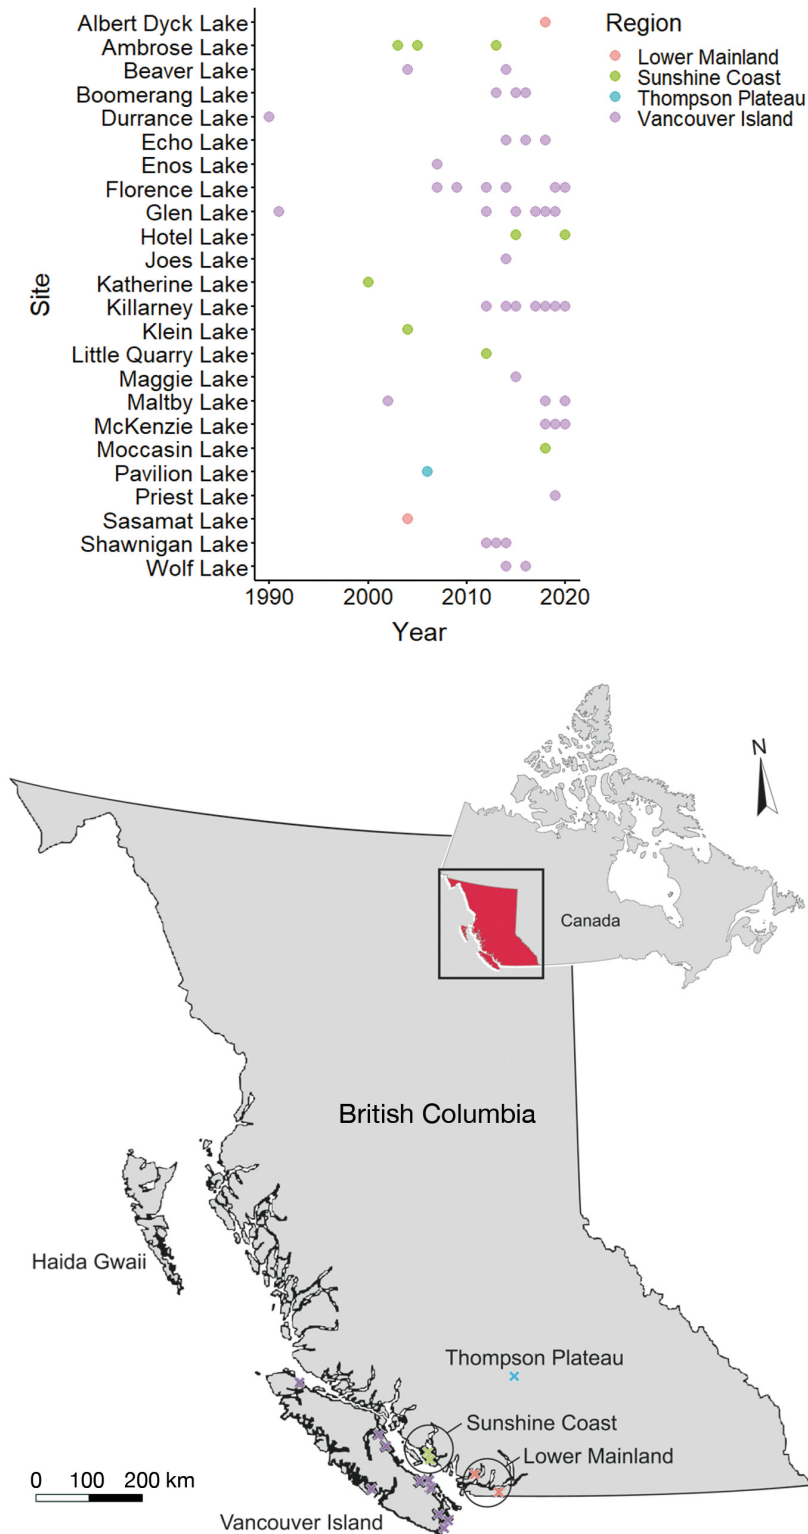 Albert Dyck Lake
Ambrose Lake
Beaver Lake
Boomerang Lake
Durrance Lake
Echo Lake
Enos Lake
Florence Lake
Glen Lake
Hotel Lake
Joes Lake
Katherine Lake
Killarney Lake
Klein Lake
Little Quarry Lake
Maggie Lake
Maltby Lake
McKenzie Lake
Moccasin Lake
Pavilion Lake
Priest Lake
Sasamat Lake
Shawnigan Lake
Wolf Lake
Site
1990 2000 2010 2020
Year
Region
Lower Mainland
Sunshine Coast
Thompson Plateau
Vancouver Island
N
Canada
British Columbia
Haida Gwaii
Thompson Plateau
Sunshine Coast
Lower Mainland
0 100 200 km
Vancouver Island